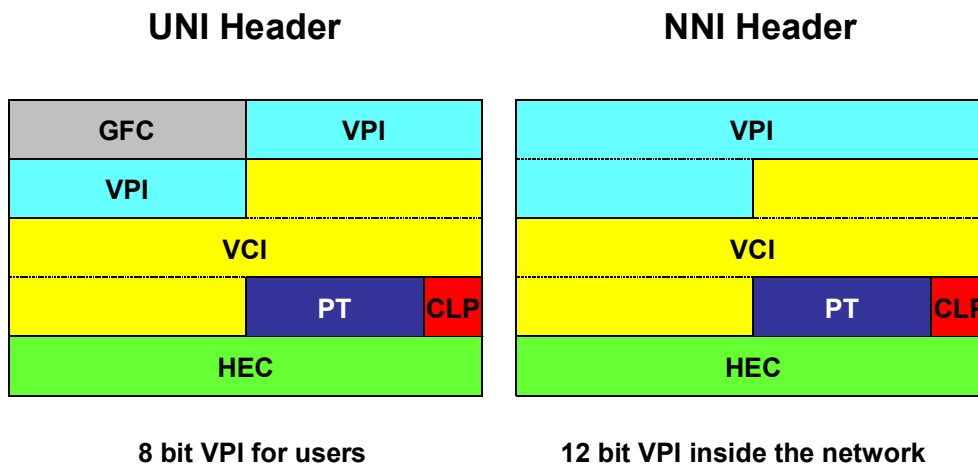 UNI Header
NNI Header
GFC VPI
VPI
VCI
PT CLP
HEC
VPI
VCI
PT CLP
HEC
8 bit VPI for users
12 bit VPI inside the network